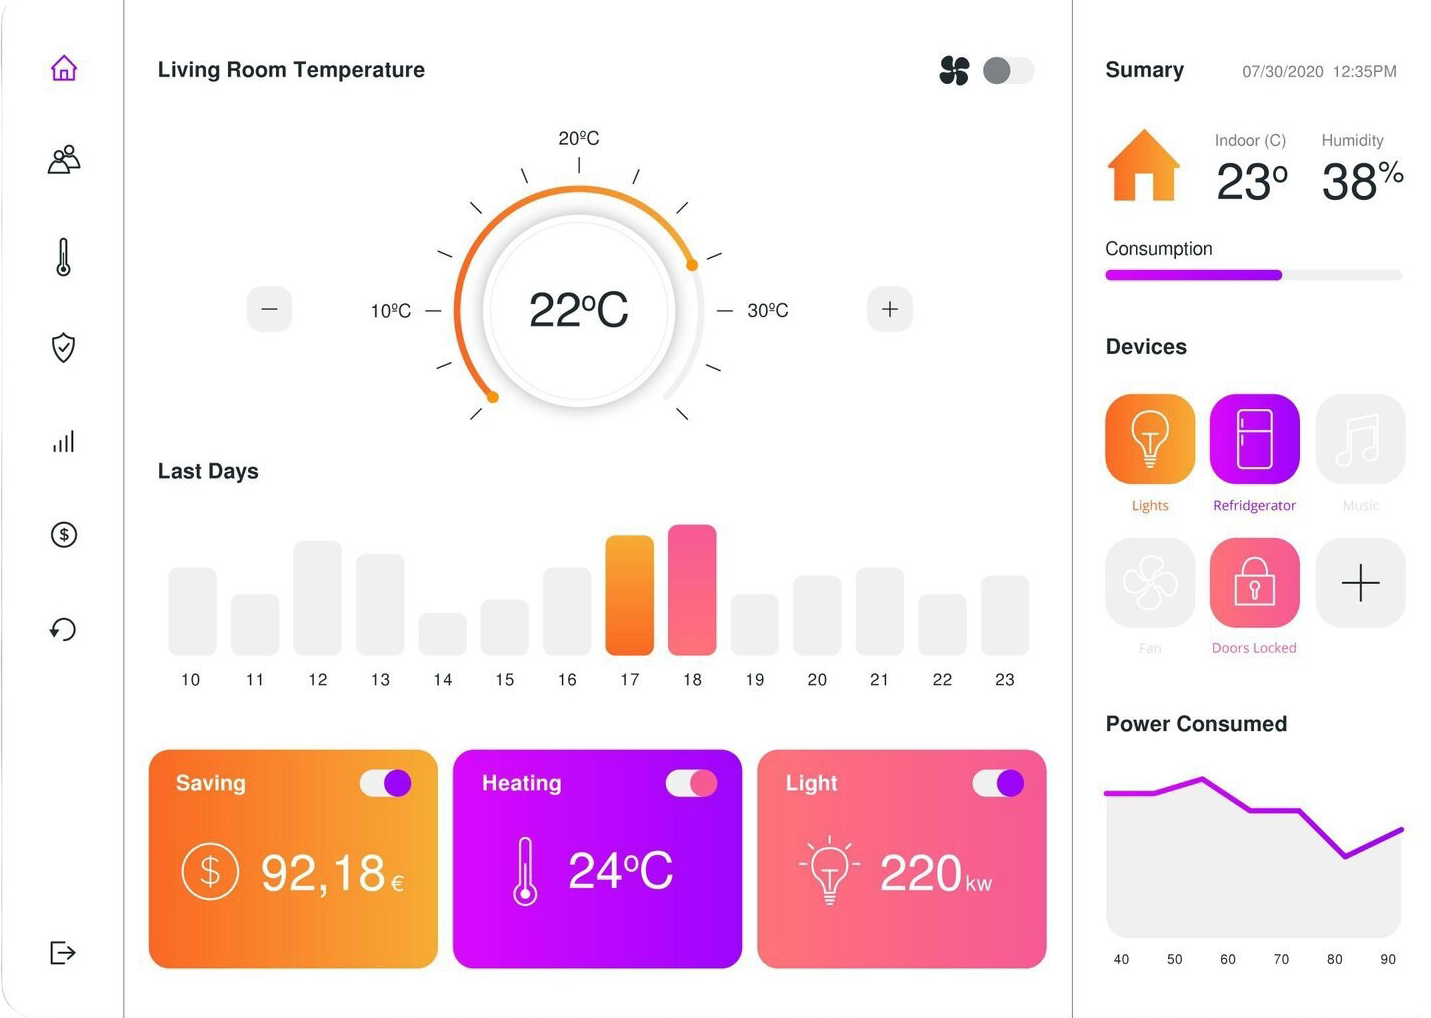 Living Room Temperature
20ºC
10ºC
22ºC
30ºC
Last Days
10 11 12 13 14 15 16 17 18 19 20 21 22 23
Saving
$ 92,18 €
Heating
24ºC
Light
220 kw
$
Sumary 07/30/2020 12:35PM
Indoor (C) Humidity
23º 38%
Consumption
Devices
Lights Refridgerator Music
Fan Doors Locked
Power Consumed
40 50 60 70 80 90